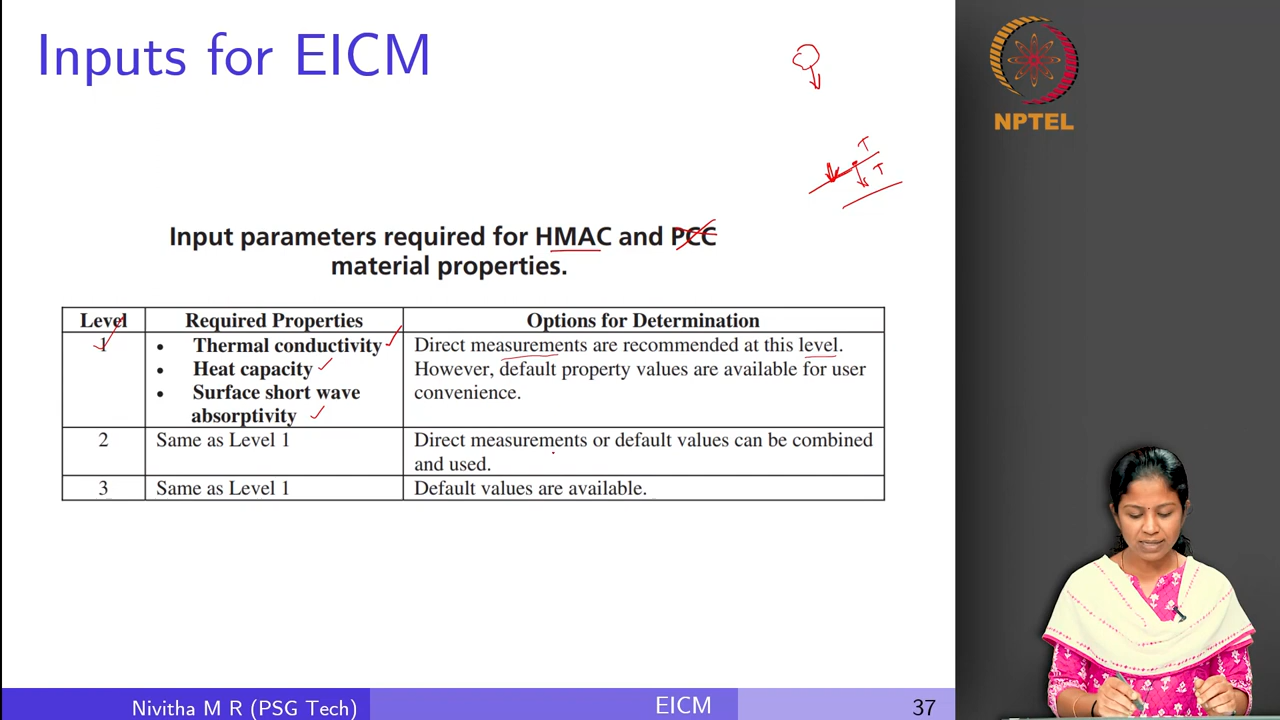 Inputs for EICM
NPTEL
T
T
Input parameters required for HMAC and PCC
material properties.
Level Required Properties Options for Determination
1 • Thermal conductivity Direct measurements are recommended at this level.
• Heat capacity However, default property values are available for user
• Surface short wave convenience.
absorptivity
2 Same as Level 1 Direct measurements or default values can be combined
and used.
3 Same as Level 1 Default values are available.
Nivitha M R (PSG Tech) EICM 37